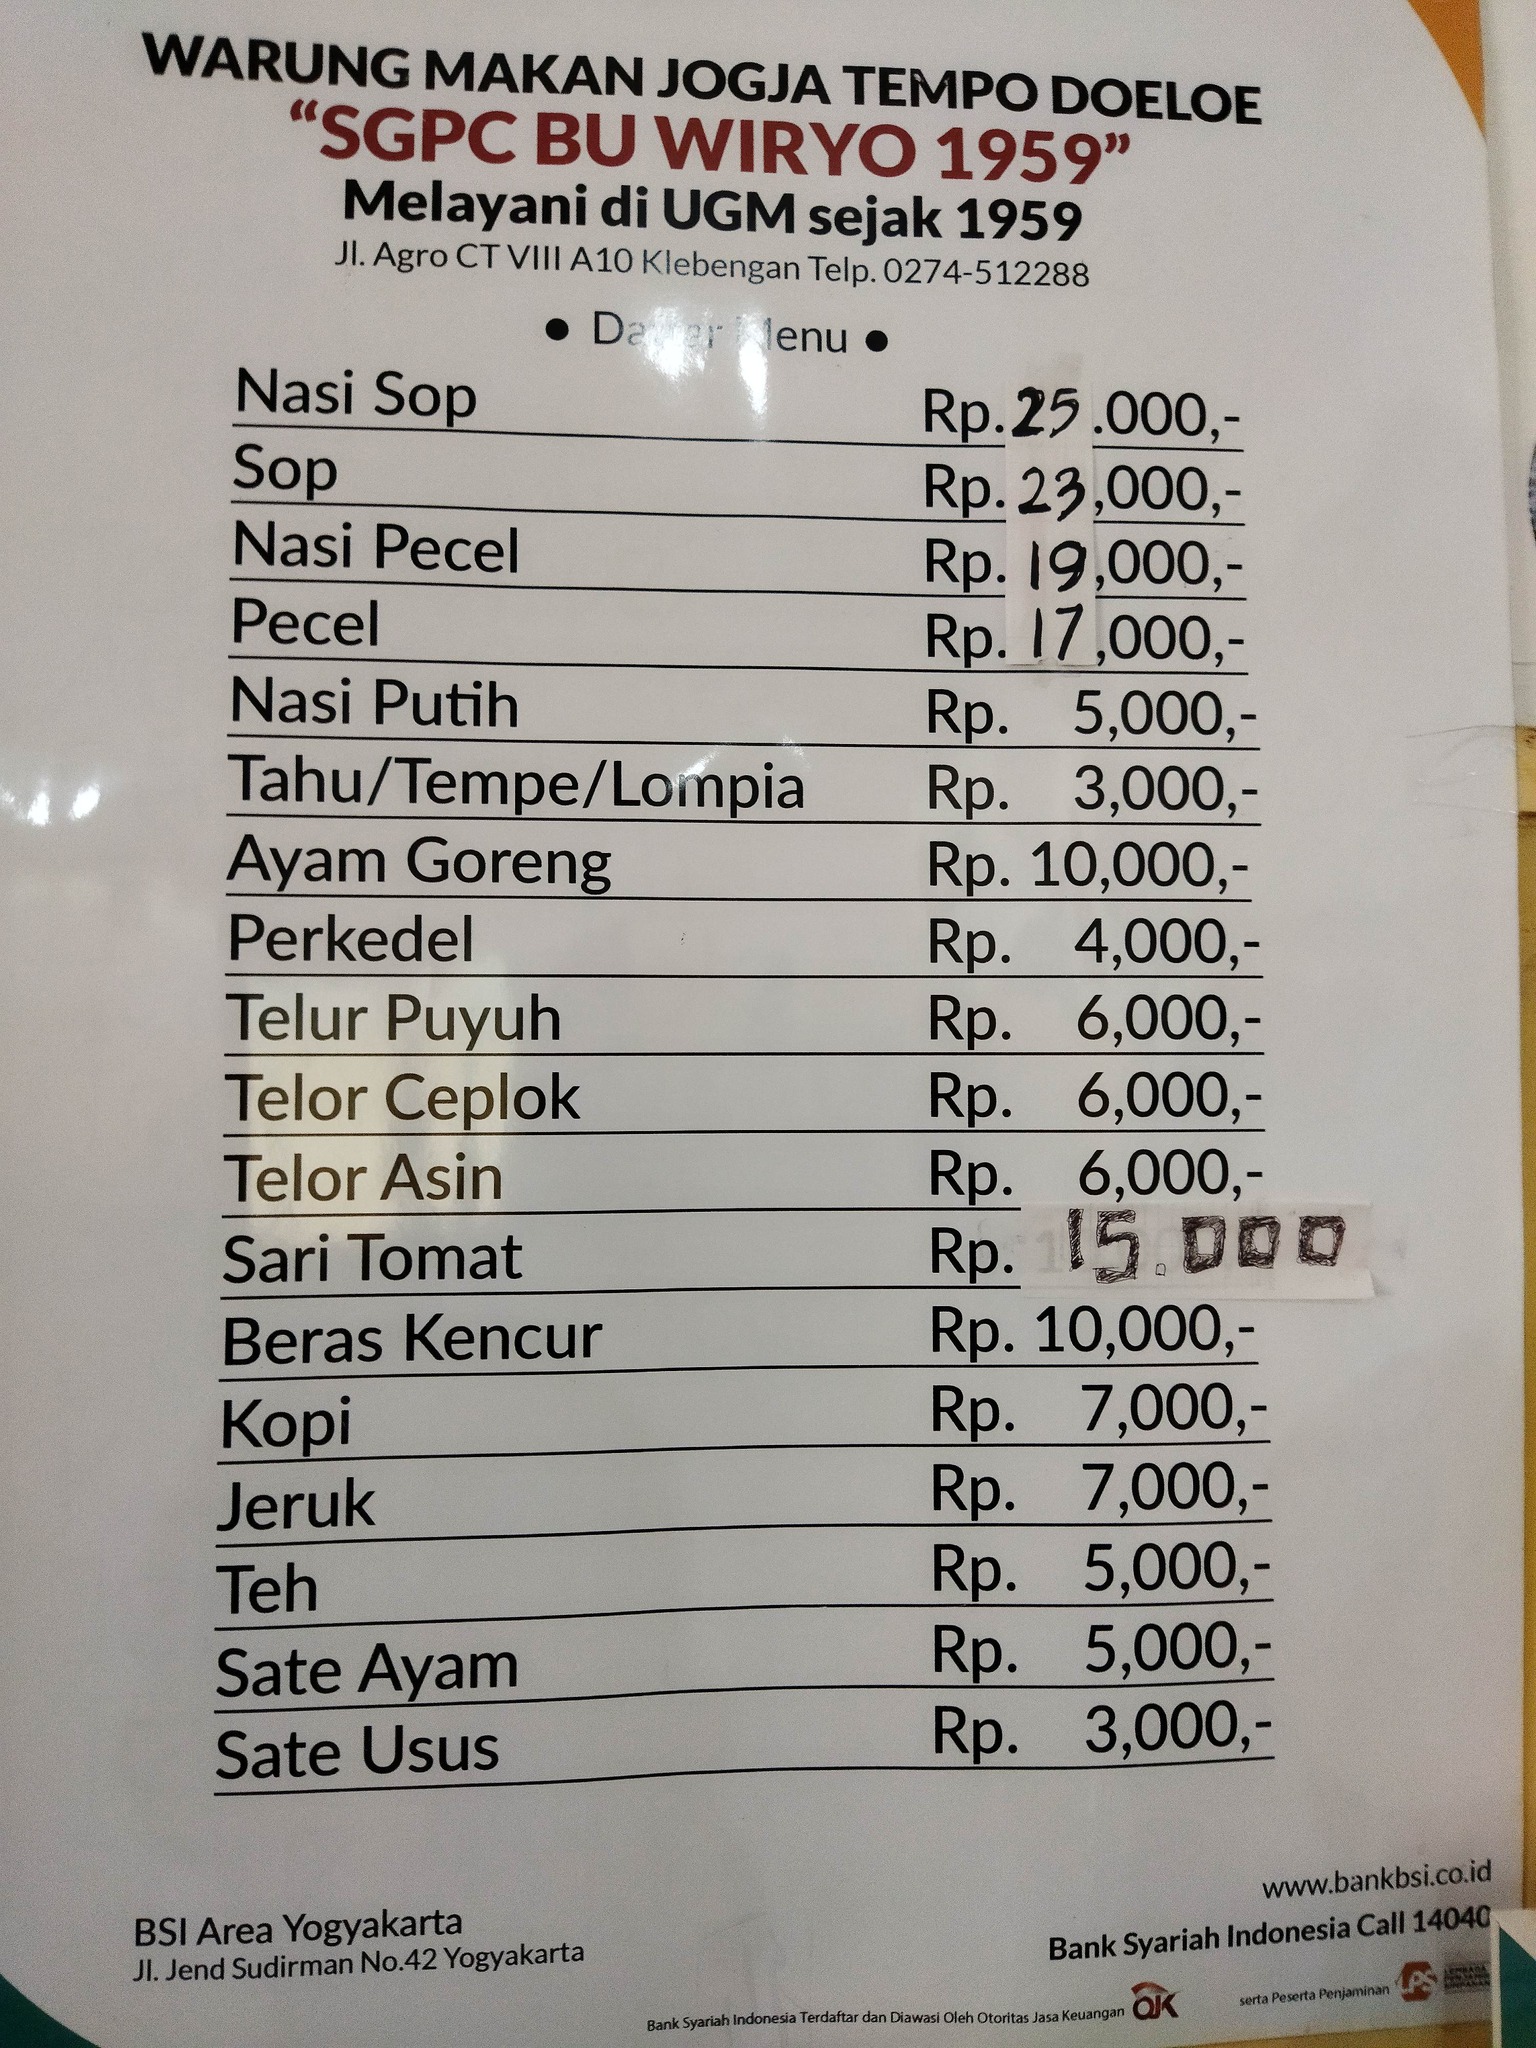 WARUNG MAKAN JOGJA TEMPO DOELOE
“SGPC BU WIRYO 1959”
Melayani di UGM sejak 1959
Jl. Agro CT VIII A10 Klebengan Telp. 0274-512288
• Daftar Menu •
Nasi Sop Rp. 25.000,-
Sop Rp. 23,000,-
Nasi Pecel Rp. 19,000,-
Pecel Rp. 17,000,-
Nasi Putih Rp. 5,000,-
Tahu/Tempe/Lompia Rp. 3,000,-
Ayam Goreng Rp. 10,000,-
Perkedel Rp. 4,000,-
Telur Puyuh Rp. 6,000,-
Telor Ceplok Rp. 6,000,-
Telor Asin Rp. 6,000,-
Sari Tomat Rp. 15.000
Beras Kencur Rp. 10,000,-
Kopi Rp. 7,000,-
Jeruk Rp. 7,000,-
Teh Rp. 5,000,-
Sate Ayam Rp. 5,000,-
Sate Usus Rp. 3,000,-
www.bankbsi.co.id
BSI Area Yogyakarta
Jl. Jend Sudirman No.42 Yogyakarta
Bank Syariah Indonesia Call 14040
Bank Syariah Indonesia Terdaftar dan Diawasi Oleh Otoritas Jasa Keuangan OJK
serta Peserta Penjaminan LPS